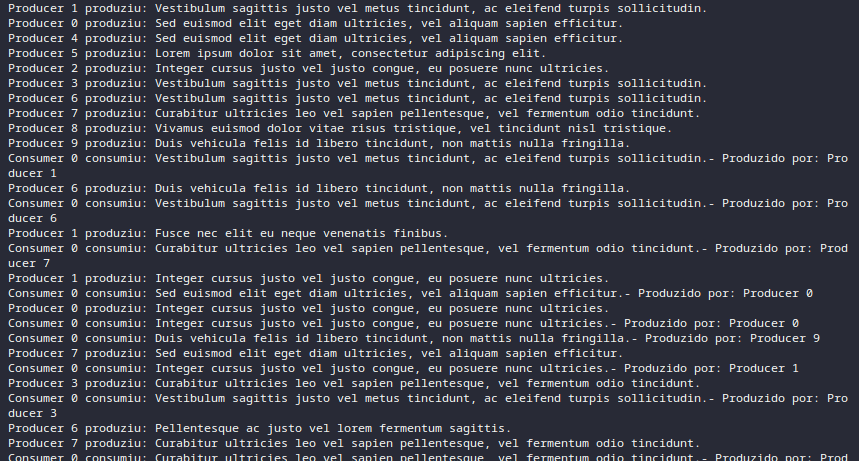 Producer 1 produziu: Vestibulum sagittis justo vel metus tincidunt, ac eleifend turpis sollicitudin.
Producer 0 produziu: Sed euismod elit eget diam ultricies, vel aliquam sapien efficitur.
Producer 4 produziu: Sed euismod elit eget diam ultricies, vel aliquam sapien efficitur.
Producer 5 produziu: Lorem ipsum dolor sit amet, consectetur adipiscing elit.
Producer 2 produziu: Integer cursus justo vel justo congue, eu posuere nunc ultricies.
Producer 3 produziu: Vestibulum sagittis justo vel metus tincidunt, ac eleifend turpis sollicitudin.
Producer 6 produziu: Vestibulum sagittis justo vel metus tincidunt, ac eleifend turpis sollicitudin.
Producer 7 produziu: Curabitur ultricies leo vel sapien pellentesque, vel fermentum odio tincidunt.
Producer 8 produziu: Vivamus euismod dolor vitae risus tristique, vel tincidunt nisl tristique.
Producer 9 produziu: Duis vehicula felis id libero tincidunt, non mattis nulla fringilla.
Consumer 0 consumiu: Vestibulum sagittis justo vel metus tincidunt, ac eleifend turpis sollicitudin.- Produzido por: Pro
ducer 1
Producer 6 produziu: Duis vehicula felis id libero tincidunt, non mattis nulla fringilla.
Consumer 0 consumiu: Vestibulum sagittis justo vel metus tincidunt, ac eleifend turpis sollicitudin.- Produzido por: Pro
ducer 6
Producer 1 produziu: Fusce nec elit eu neque venenatis finibus.
Consumer 0 consumiu: Curabitur ultricies leo vel sapien pellentesque, vel fermentum odio tincidunt.- Produzido por: Prod
ucer 7
Producer 1 produziu: Integer cursus justo vel justo congue, eu posuere nunc ultricies.
Consumer 0 consumiu: Sed euismod elit eget diam ultricies, vel aliquam sapien efficitur.- Produzido por: Producer 0
Producer 0 produziu: Integer cursus justo vel justo congue, eu posuere nunc ultricies.
Consumer 0 consumiu: Integer cursus justo vel justo congue, eu posuere nunc ultricies.- Produzido por: Producer 0
Consumer 0 consumiu: Duis vehicula felis id libero tincidunt, non mattis nulla fringilla.- Produzido por: Producer 9
Producer 7 produziu: Sed euismod elit eget diam ultricies, vel aliquam sapien efficitur.
Consumer 0 consumiu: Integer cursus justo vel justo congue, eu posuere nunc ultricies.- Produzido por: Producer 1
Producer 3 produziu: Curabitur ultricies leo vel sapien pellentesque, vel fermentum odio tincidunt.
Consumer 0 consumiu: Vestibulum sagittis justo vel metus tincidunt, ac eleifend turpis sollicitudin.- Produzido por: Pro
ducer 3
Producer 6 produziu: Pellentesque ac justo vel lorem fermentum sagittis.
Producer 7 produziu: Curabitur ultricies leo vel sapien pellentesque, vel fermentum odio tincidunt.
Consumer 0 consumiu: Curabitur ultricies leo vel sapien pellentesque, vel fermentum odio tincidunt.- Produzido por: Prod